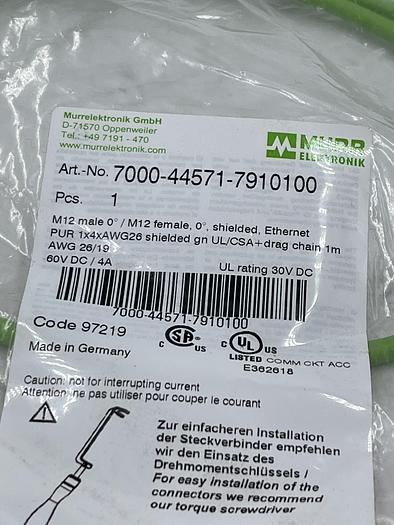 Murrelektronik GmbH
D-71570 Oppenweiler
Tel.: +49 7191 - 470
www.murrelektronik.com
MURR
ELEKTRONIK
Art.-No. 7000-44571-7910100
Pcs. 1
M12 male 0° / M12 female, 0°, shielded, Ethernet
PUR 1x4xAWG26 shielded gn UL/CSA+drag chain 1m
AWG 26/19
60V DC / 4A
UL rating 30V DC
7000-44571-7910100
Code 97219
Made in Germany
C SA US
C UL US
LISTED COMM CKT ACC
E362618
Caution: not for interrupting current
Attention: ne pas utiliser pour couper le courant
Zur einfacheren Installation
der Steckverbinder empfehlen
wir den Einsatz des
Drehmomentschlüssels /
For easy installation of the
connectors we recommend
our torque screwdriver